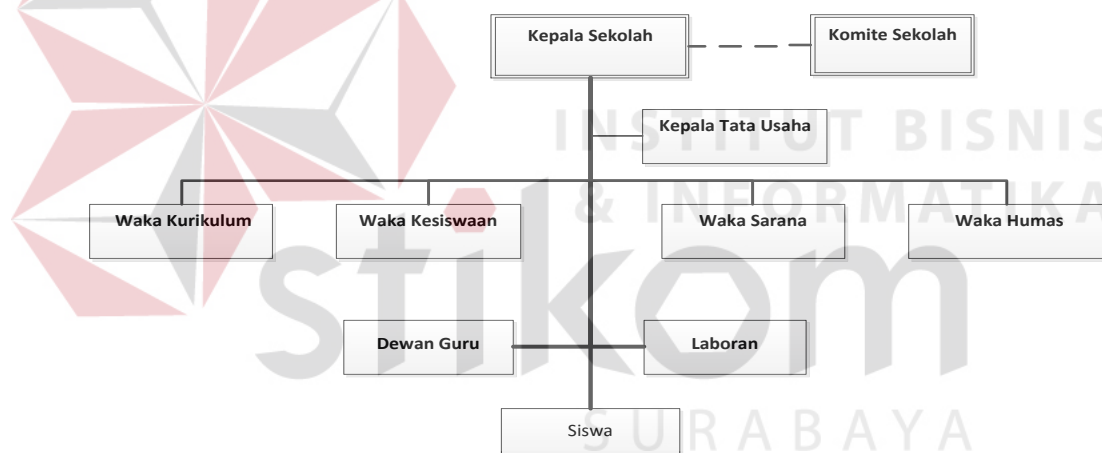 Kepala Sekolah
Komite Sekolah
Kepala Tata Usaha
INSTITUT BISNIS
& INFORMATIKA
Waka Kurikulum
Waka Kesiswaan
Waka Sarana
Waka Humas
stikom
Dewan Guru
Laboran
Siswa
SURABAYA